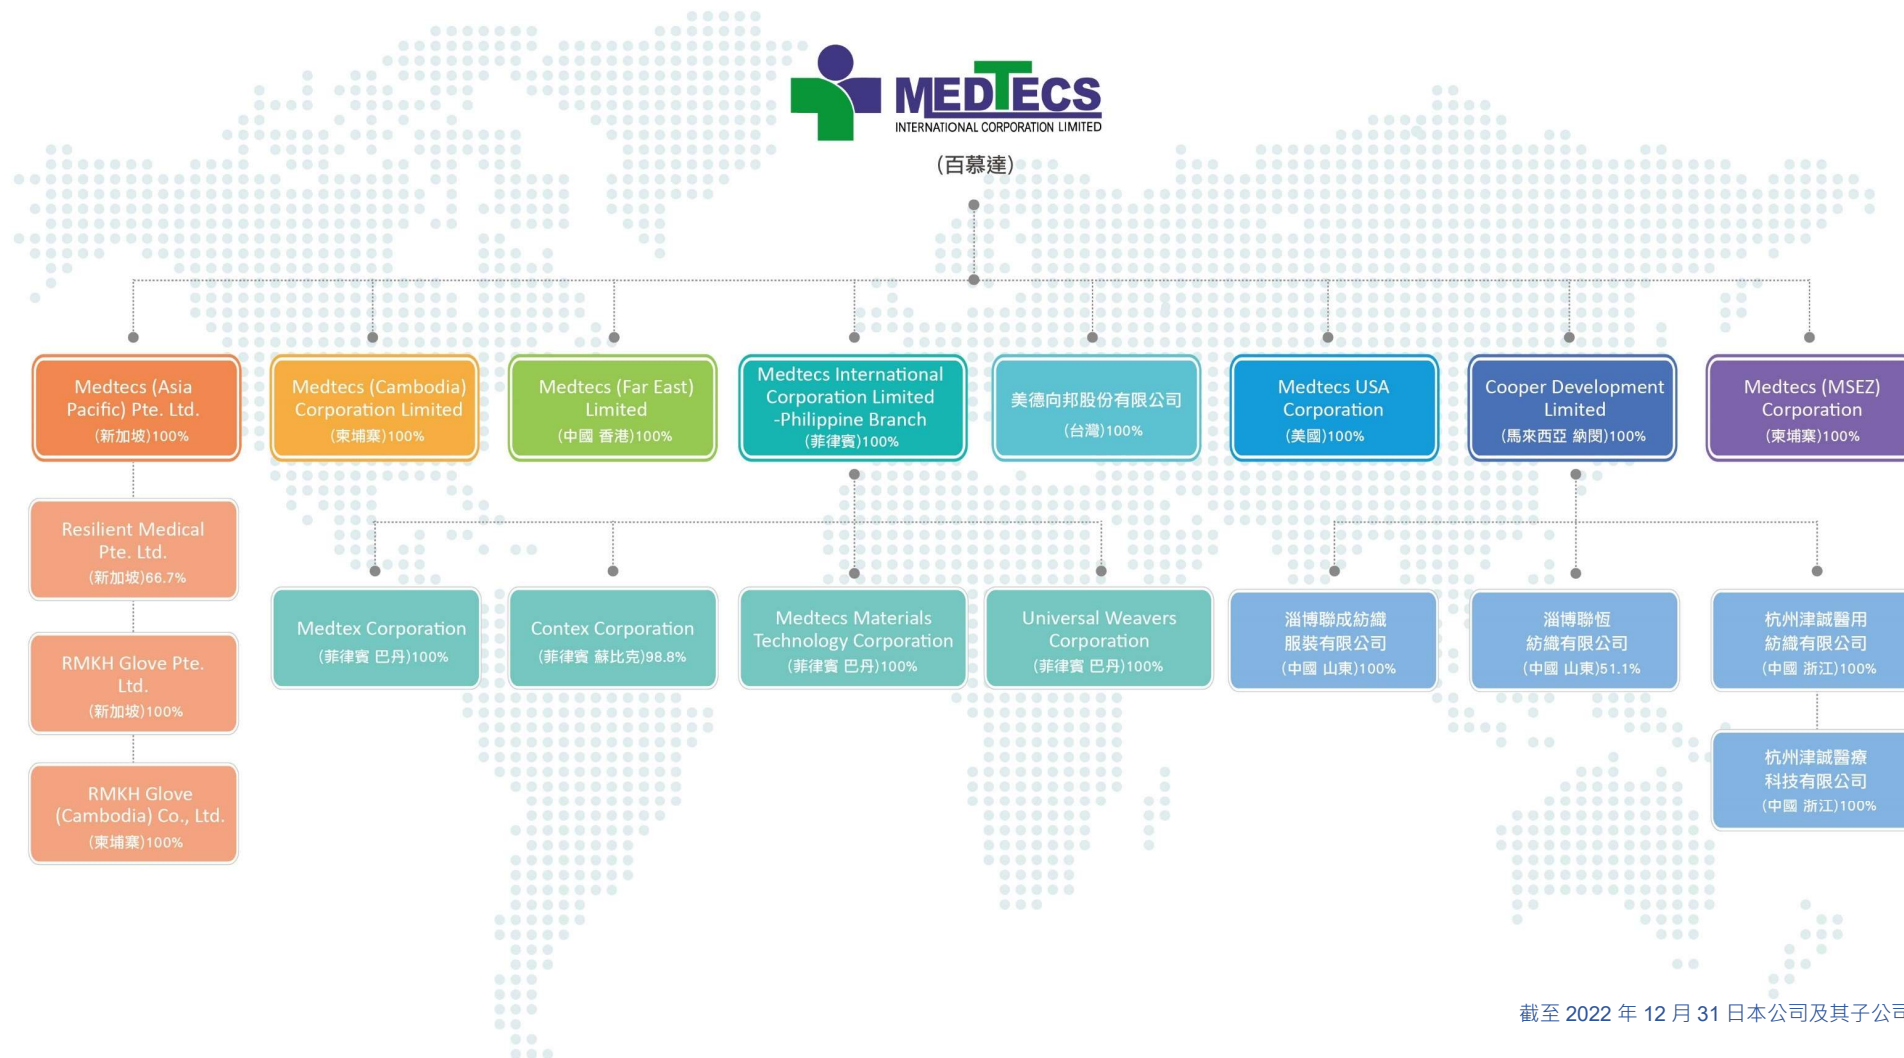 MEDTECS
INTERNATIONAL CORPORATION LIMITED
(百慕達)
Medtecs (Asia
Pacific) Pte. Ltd.
(新加坡)100%
Medtecs (Cambodia)
Corporation Limited
(柬埔寨)100%
Medtecs (Far East)
Limited
(中國 香港)100%
Medtecs International
Corporation Limited
-Philippine Branch
(菲律賓)100%
美德向邦股份有限公司
(台灣)100%
Medtecs USA
Corporation
(美國)100%
Cooper Development
Limited
(馬來西亞 納閩)100%
Medtecs (MSEZ)
Corporation
(柬埔寨)100%
Resilient Medical
Pte. Ltd.
(新加坡)66.7%
RMKH Glove Pte.
Ltd.
(新加坡)100%
RMKH Glove
(Cambodia) Co., Ltd.
(柬埔寨)100%
Medtex Corporation
(菲律賓 巴丹)100%
Contex Corporation
(菲律賓 蘇比克)98.8%
Medtecs Materials
Technology Corporation
(菲律賓 巴丹)100%
Universal Weavers
Corporation
(菲律賓 巴丹)100%
淄博聯成紡織
服裝有限公司
(中國 山東)100%
淄博聯恆
紡織有限公司
(中國 山東)51.1%
杭州津誠醫用
紡織有限公司
(中國 浙江)100%
杭州津誠醫療
科技有限公司
(中國 浙江)100%
截至 2022 年 12 月 31 日本公司及其子公司